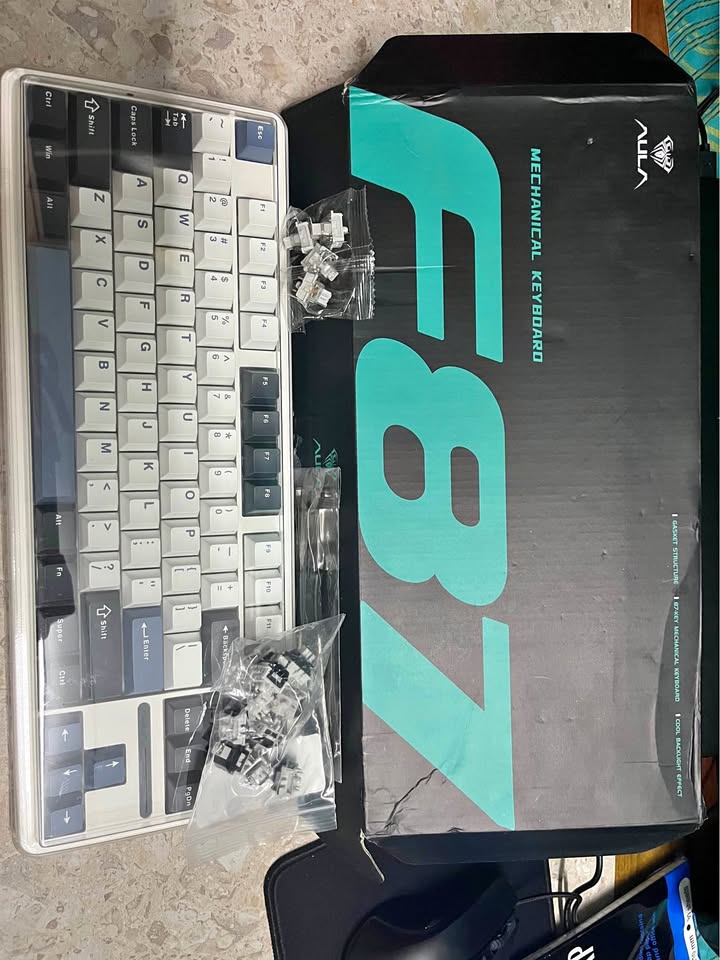 AULA
GASKET STRUCTURE 87-KEY MECHANICAL KEYBOARD COOL BACKLIGHT EFFECT
MECHANICAL KEYBOARD
F87
Esc F1 F2 F3 F4 F5 F6 F7 F8 F9 F10 F11
~ ! 1 @ 2 # 3 $ 4 % 5 ^ 6 & 7 * 8 ( 9 ) 0 — - + =
Tab Q W E R T Y U I O P { [ } ] | \ Delete End PgDn
Caps Lock A S D F G H J K L : ; " ' Enter
Shift Z X C V B N M < , > . ? / Shift
Ctrl Win Alt Alt Fn Super Ctrl